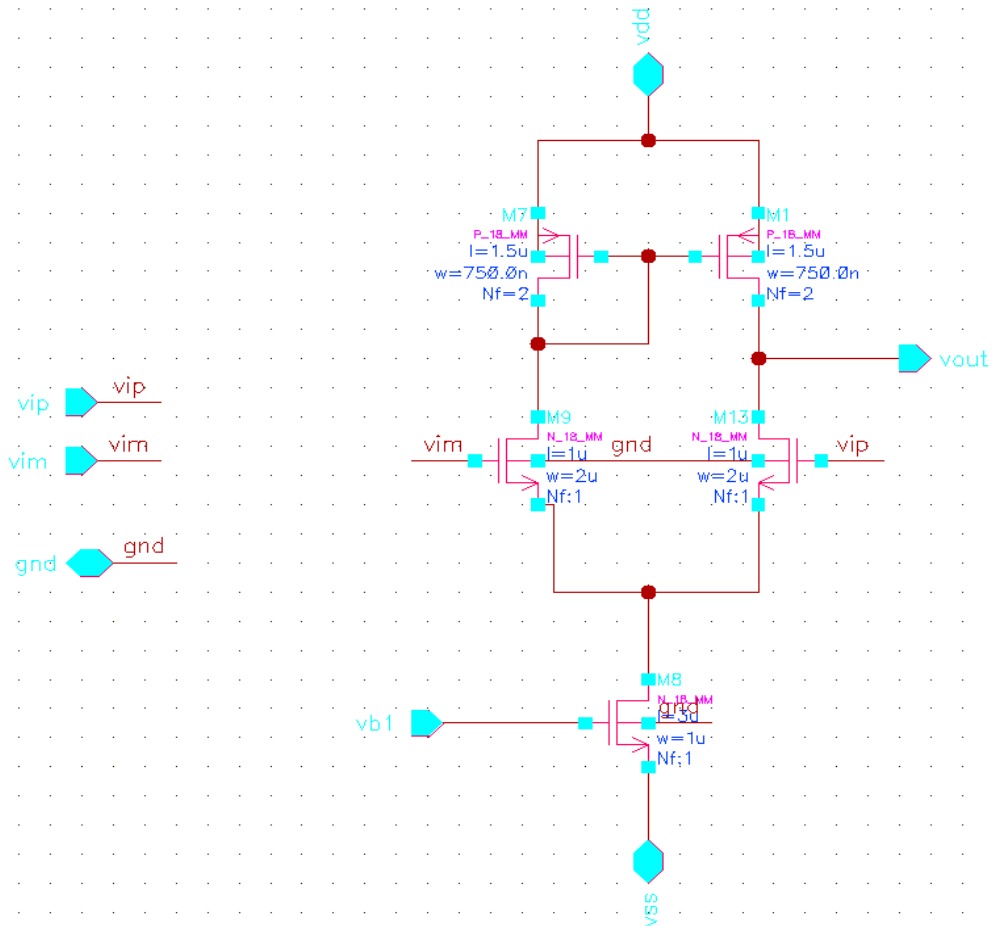 vdd
M7
M1
P_18_MM
P_18_MM
l=1.5u
l=1.5u
w=750.0n
w=750.0n
Nf=2
Nf=2
vout
vip
vip
vim
vim
gnd
gnd
M9
M13
N_18_MM
N_18_MM
vim
gnd
vip
l=1u
l=1u
w=2u
w=2u
Nf:1
Nf:1
M8
N_18_MM
gnd
l=3u
vb1
w=1u
Nf:1
vss